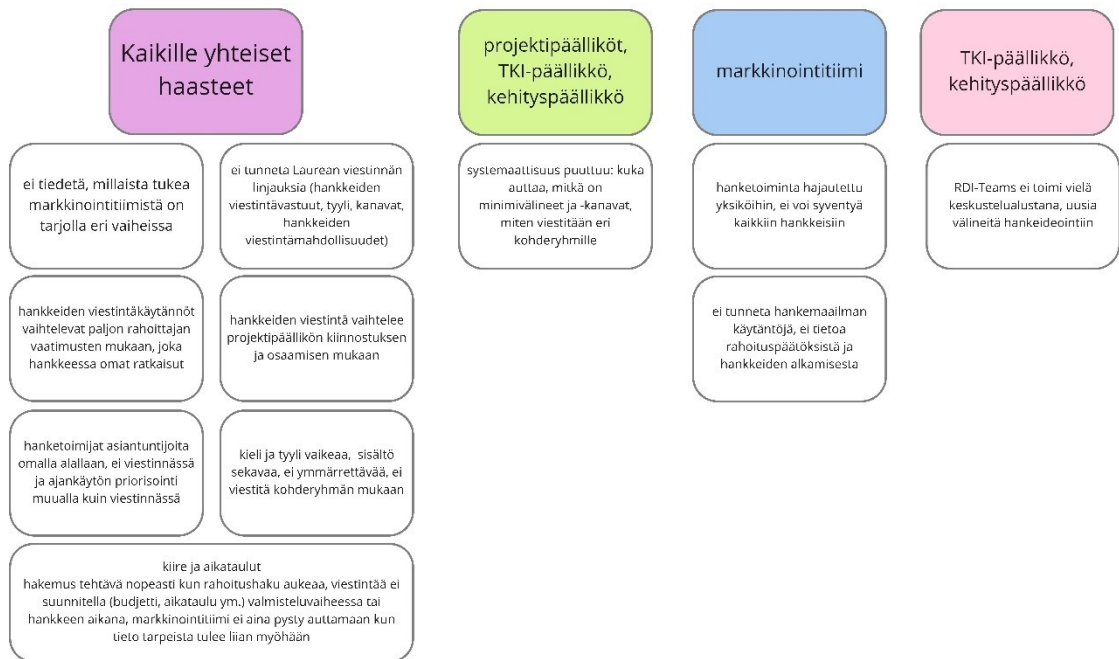 Kaikille yhteiset
haasteet
projektipäälliköt,
TKI-päällikkö,
kehityspäällikkö
markkinointitiimi
TKI-päällikkö,
kehityspäällikkö
ei tiedetä, millaista tukea
markkinointitiimistä on
tarjolla eri vaiheissa
ei tunneta Laurean viestinnän
linjauksia (hankkeiden
viestintävastuut, tyyli, kanavat,
hankkeiden
viestintämahdollisuudet)
systemaattisuus puuttuu: kuka
auttaa, mitkä on
minimivälineet ja -kanavat,
miten viestitään eri
kohderyhmille
hanketoiminta hajautettu
yksiköihin, ei voi syventyä
kaikkiin hankkeisiin
RDI-Teams ei toimi vielä
keskustelualustana, uusia
välineitä hankeideointiin
hankkeiden viestintäkäytännöt
vaihtelevat paljon rahoittajan
vaatimusten mukaan, joka
hankkeessa omat ratkaisut
hankkeiden viestintä vaihtelee
projektipäällikön kiinnostuksen
ja osaamisen mukaan
ei tunneta hankemaailman
käytäntöjä, ei tietoa
rahoituspäätöksistä ja
hankkeiden alkamisesta
hanketoimijat asiantuntijoita
omalla alallaan, ei viestinnässä
ja ajankäytön priorisointi
muualla kuin viestinnässä
kieli ja tyyli vaikeaa, sisältö
sekavaa, ei ymmärrettävää, ei
viestitä kohderyhmän mukaan
kiire ja aikataulut
hakemus tehtävä nopeasti kun rahoitushaku aukeaa, viestintää ei
suunnitella (budjetti, aikataulu ym.) valmisteluvaiheessa tai
hankkeen aikana, markkinointitiimi ei aina pysty auttamaan kun
tieto tarpeista tulee liian myöhään